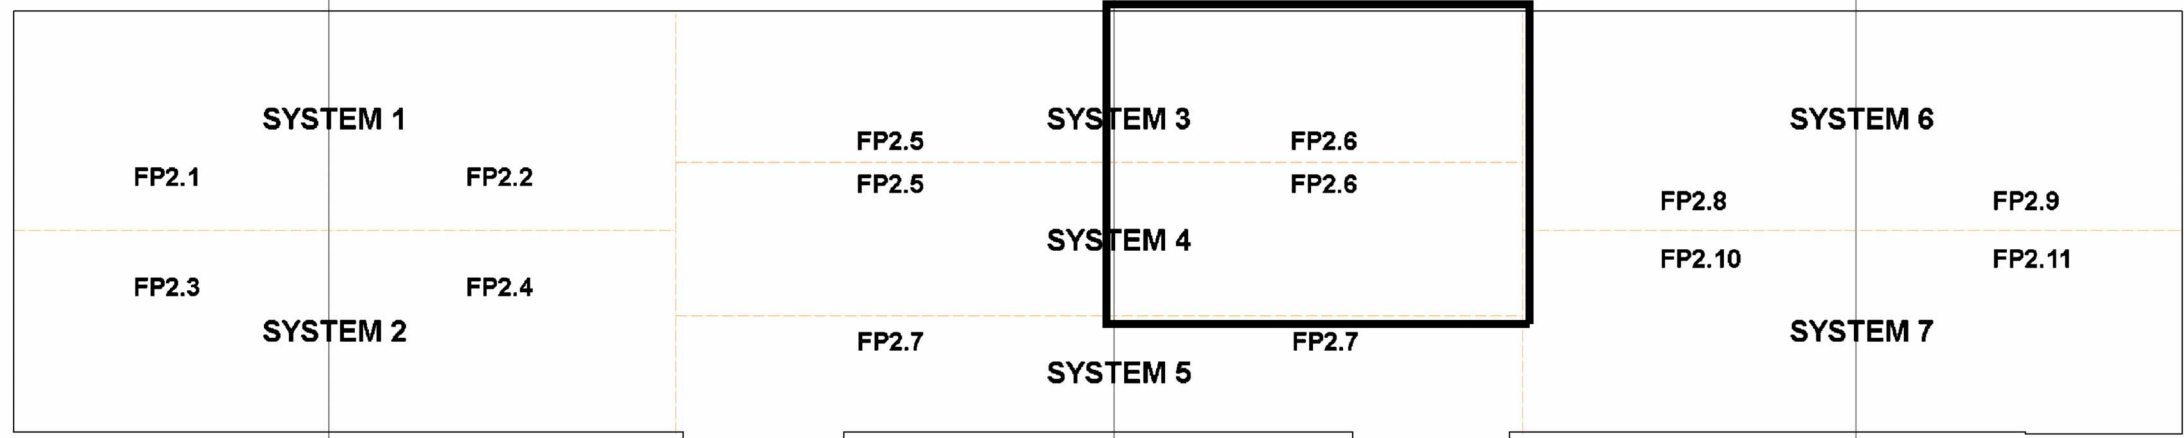 SYSTEM 1
FP2.1
FP2.2
FP2.3
FP2.4
SYSTEM 2
SYSTEM 3
FP2.5
FP2.6
FP2.5
FP2.6
SYSTEM 4
FP2.7
FP2.7
SYSTEM 5
SYSTEM 6
FP2.8
FP2.9
FP2.10
FP2.11
SYSTEM 7